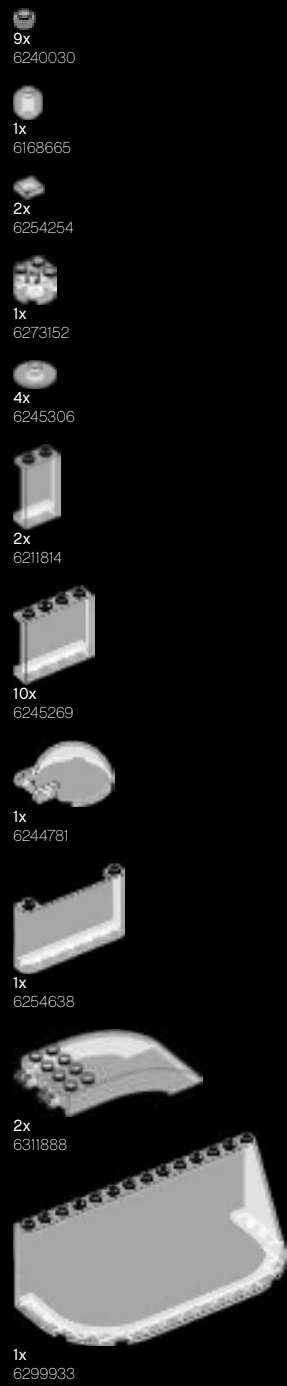 9x
6240030
1x
6168665
2x
6254254
1x
6273152
4x
6245306
2x
6211814
10x
6245269
1x
6244781
1x
6254638
2x
6311888
1x
6299933